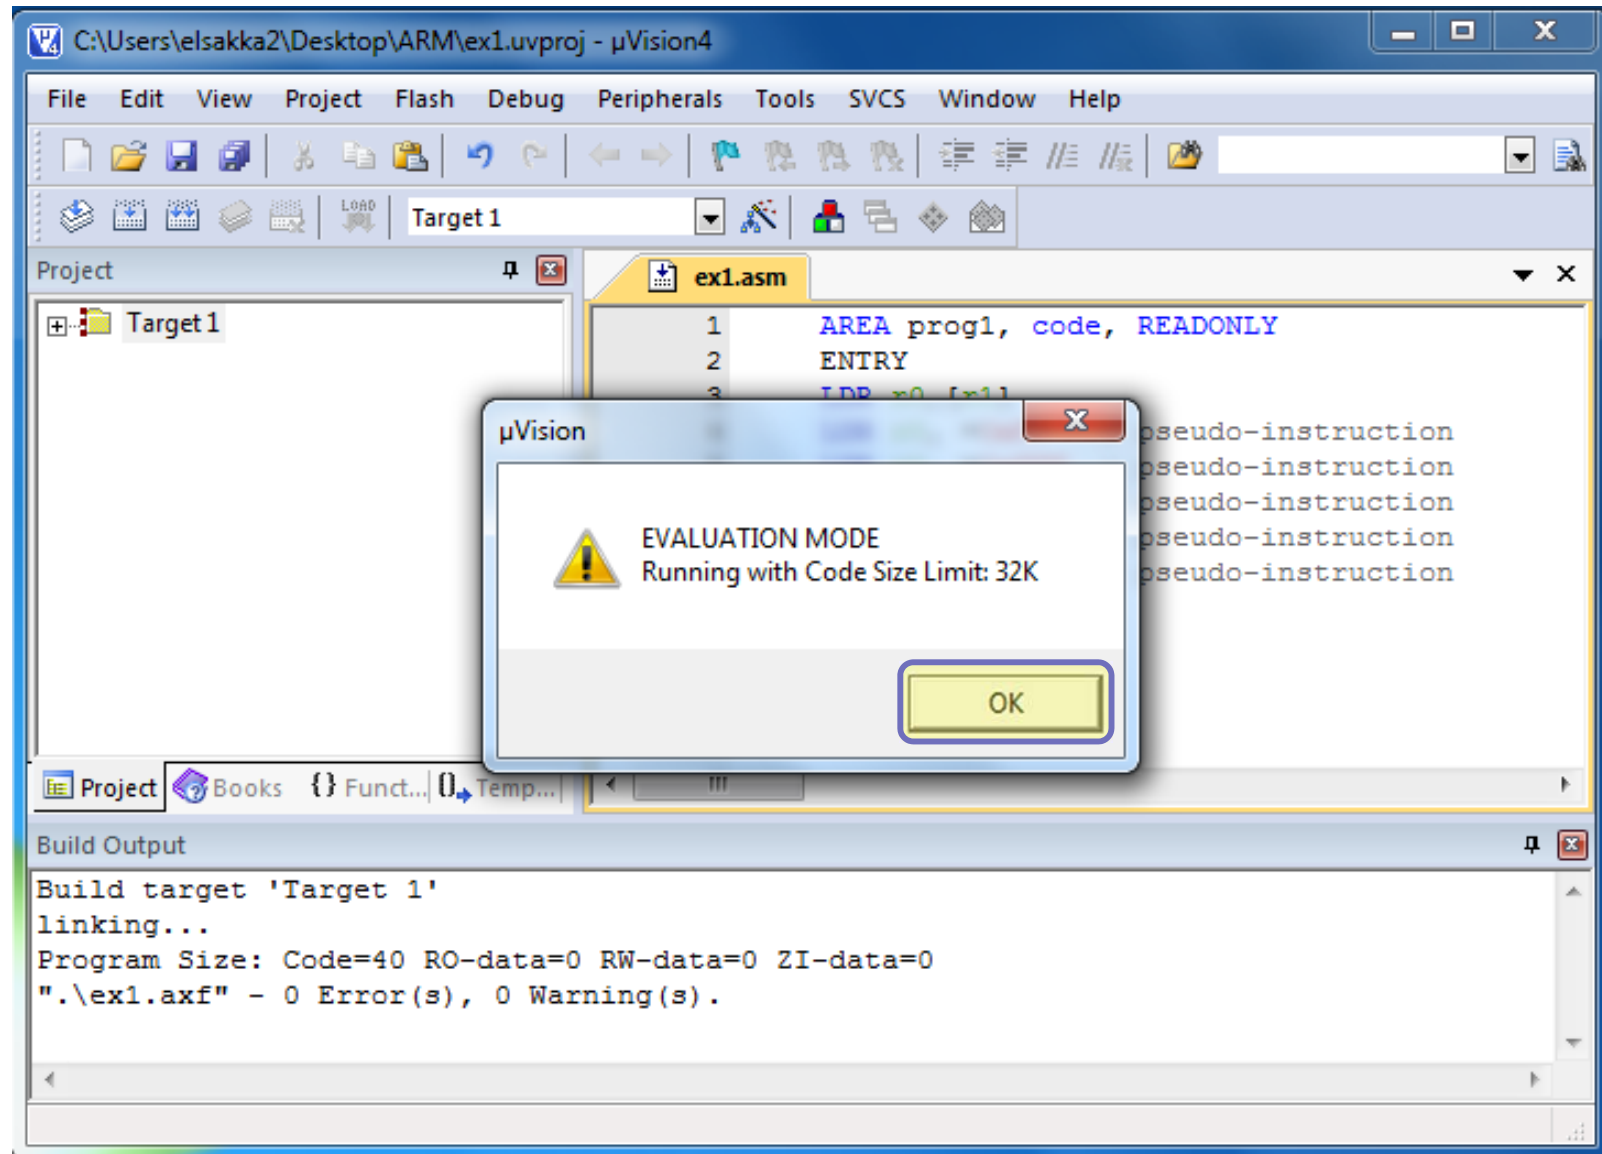 C:\Users\elsakka2\Desktop\ARM\ex1.uvproj - µVision4
File Edit View Project Flash Debug Peripherals Tools SVCS Window Help
LOAD
Target 1
Project
ex1.asm
Target 1
1 AREA prog1, code, READONLY
2 ENTRY
3 LDR r0, [r1]
pseudo-instruction
pseudo-instruction
pseudo-instruction
pseudo-instruction
pseudo-instruction
µVision
EVALUATION MODE
Running with Code Size Limit: 32K
OK
Project Books {} Funct... Temp...
Build Output
Build target 'Target 1'
linking...
Program Size: Code=40 RO-data=0 RW-data=0 ZI-data=0
".\ex1.axf" - 0 Error(s), 0 Warning(s).